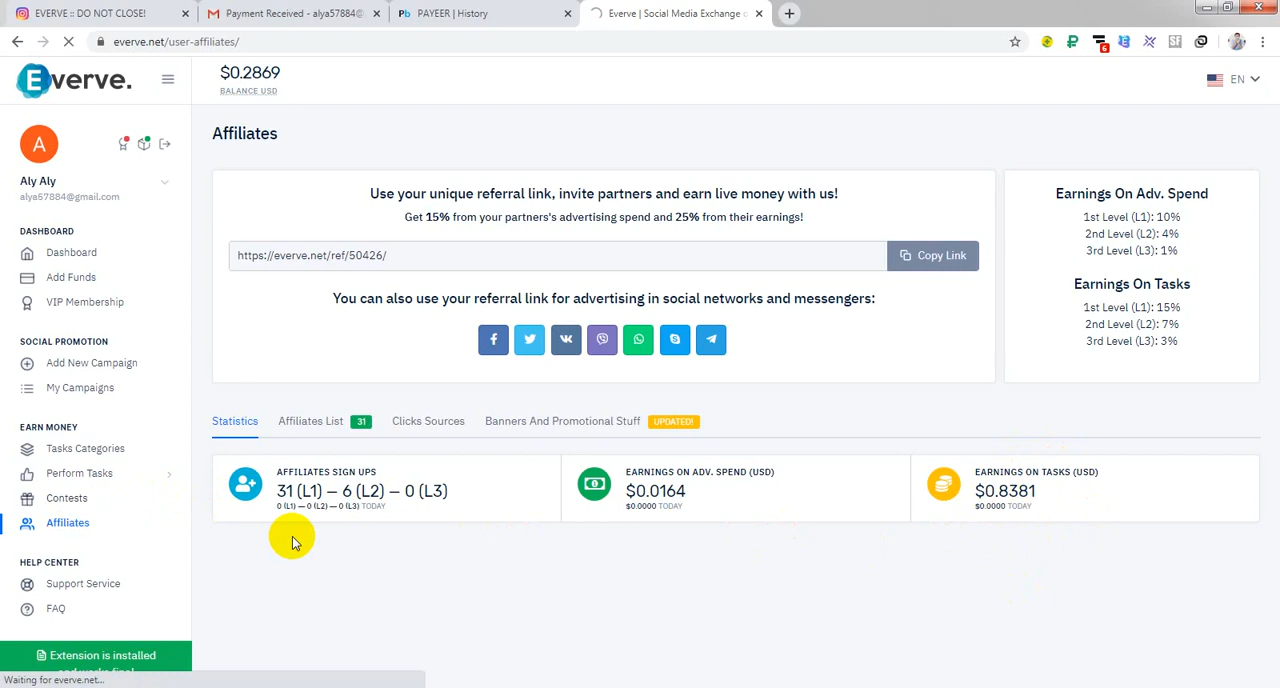 EVERVE :: DO NOT CLOSE!
Payment Received - alya57884@
PAYEER | History
Everve | Social Media Exchange
everve.net/user-affiliates/
6
Everve.
$0.2869
BALANCE USD
EN
A
Aly Aly
alya57884@gmail.com
DASHBOARD
Dashboard
Add Funds
VIP Membership
SOCIAL PROMOTION
Add New Campaign
My Campaigns
EARN MONEY
Tasks Categories
Perform Tasks
Contests
Affiliates
HELP CENTER
Support Service
FAQ
Extension is installed
Affiliates
Use your unique referral link, invite partners and earn live money with us!
Get 15% from your partners's advertising spend and 25% from their earnings!
https://everve.net/ref/50426/
Copy Link
You can also use your referral link for advertising in social networks and messengers:
Earnings On Adv. Spend
1st Level (L1): 10%
2nd Level (L2): 4%
3rd Level (L3): 1%
Earnings On Tasks
1st Level (L1): 15%
2nd Level (L2): 7%
3rd Level (L3): 3%
Statistics
Affiliates List 31
Clicks Sources
Banners And Promotional Stuff UPDATED!
AFFILIATES SIGN UPS
31 (L1) — 6 (L2) — 0 (L3)
0 (L1) — 0 (L2) — 0 (L3) TODAY
EARNINGS ON ADV. SPEND (USD)
$0.0164
$0.0000 TODAY
EARNINGS ON TASKS (USD)
$0.8381
$0.0000 TODAY
Waiting for everve.net...